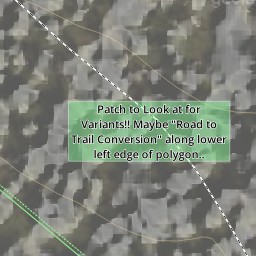 Patch to Look at for
Variants!! Maybe "Road to
Trail Conversion" along lower
left edge of polygon..